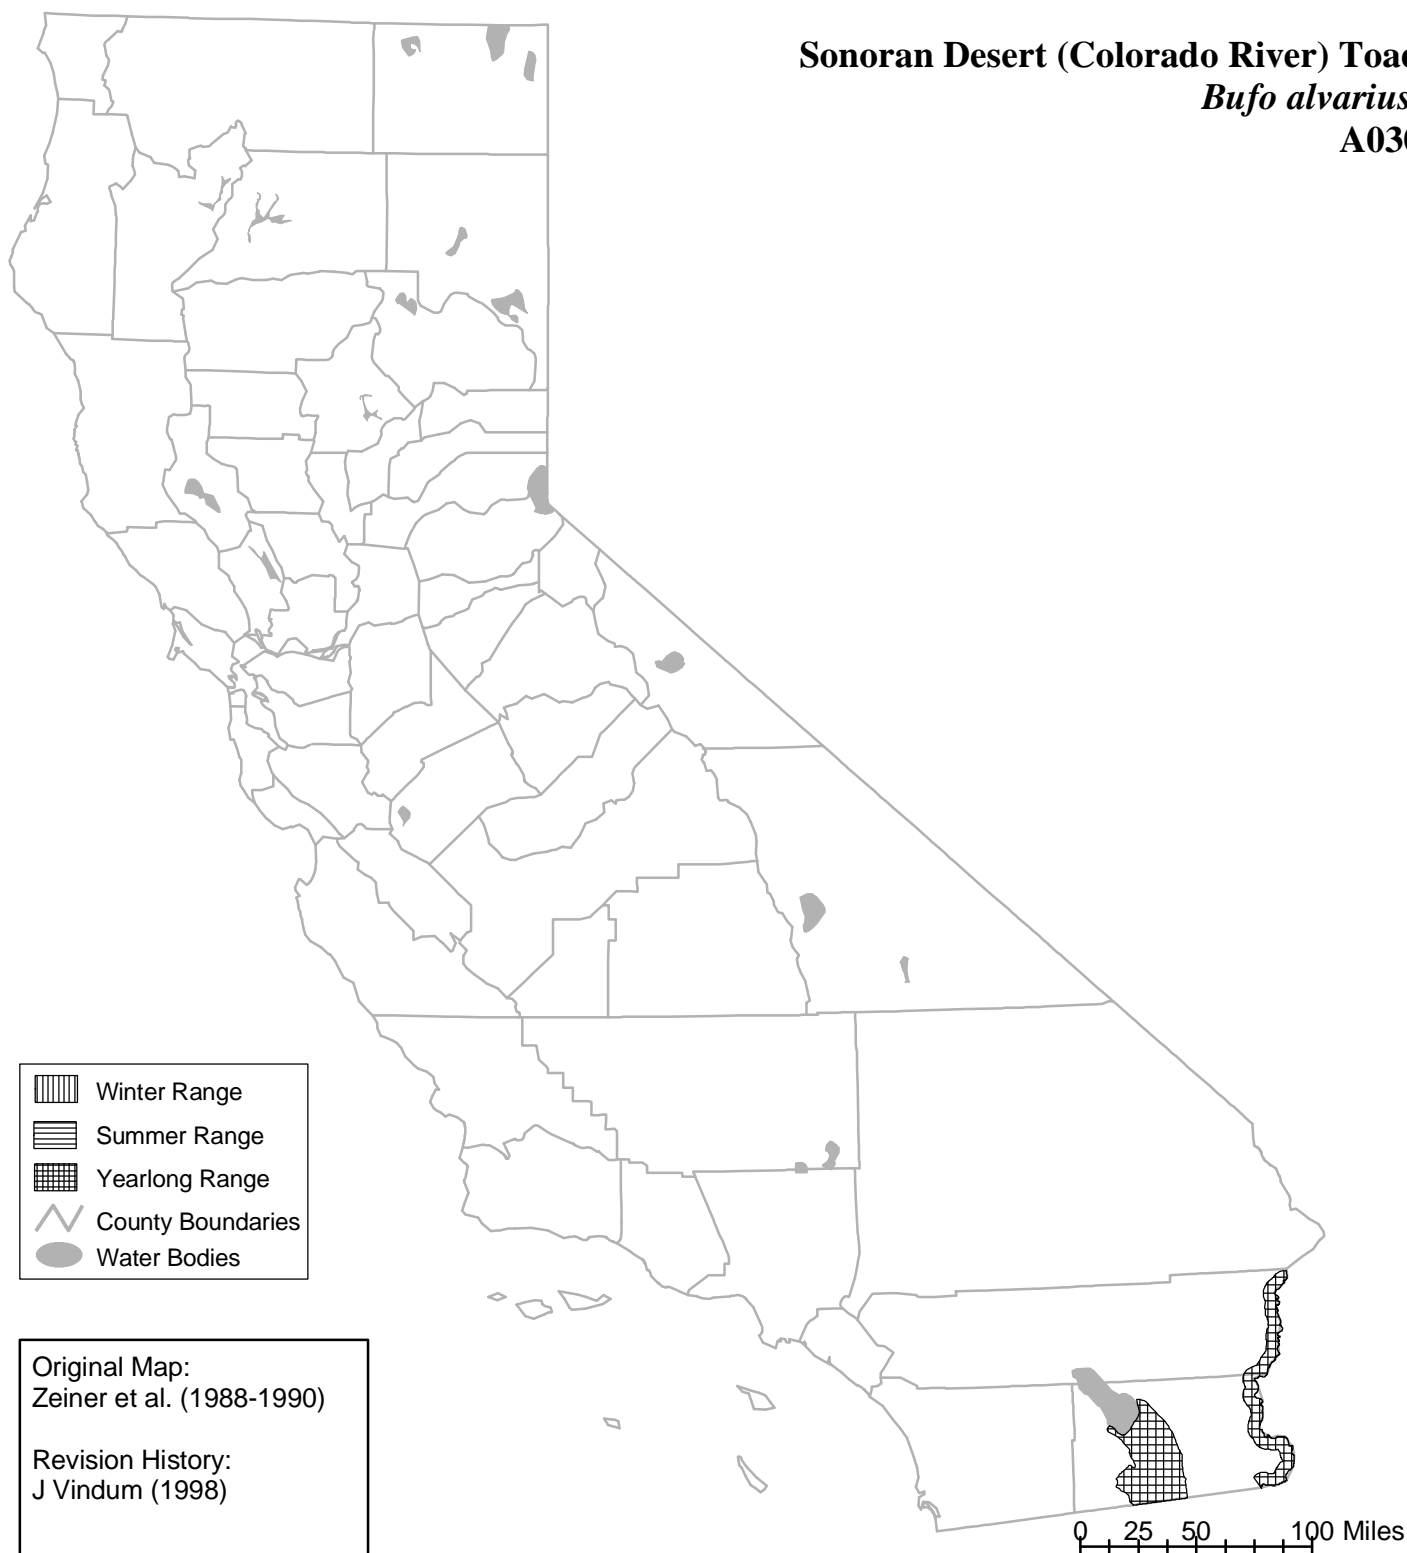 Sonoran Desert (Colorado River) Toad
Bufo alvarius
A030
Winter Range
Summer Range
Yearlong Range
County Boundaries
Water Bodies
Original Map:
Zeiner et al. (1988-1990)
Revision History:
J Vindum (1998)
0 25 50 100 Miles